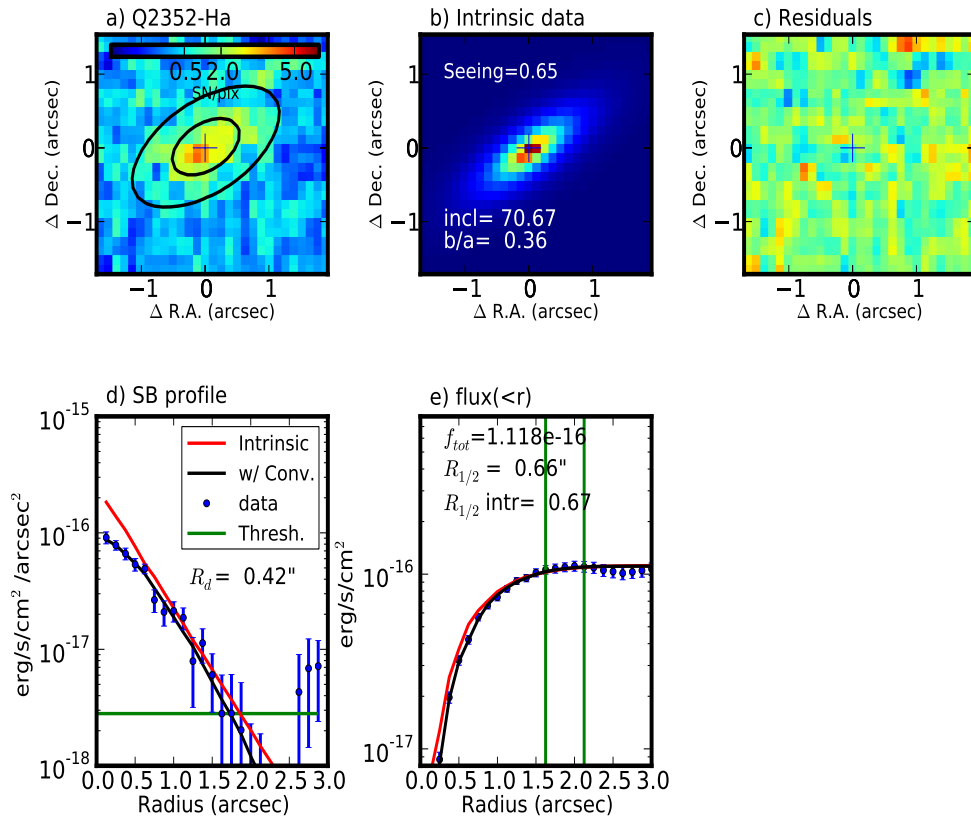 a) Q2352-Ha
0.5 2.0 5.0
SN/pix
Δ Dec. (arcsec)
1
0
−1
−1 0 1
Δ R.A. (arcsec)
b) Intrinsic data
Seeing=0.65
incl= 70.67
b/a= 0.36
Δ Dec. (arcsec)
1
0
−1
−1 0 1
Δ R.A. (arcsec)
c) Residuals
Δ Dec. (arcsec)
1
0
−1
−1 0 1
Δ R.A. (arcsec)
d) SB profile
erg/s/cm² /arcsec²
10⁻¹⁵
10⁻¹⁶
10⁻¹⁷
10⁻¹⁸
Intrinsic
w/ Conv.
data
Thresh.
R_d = 0.42"
0.0 0.5 1.0 1.5 2.0 2.5 3.0
Radius (arcsec)
e) flux(<r)
erg/s/cm²
10⁻¹⁶
10⁻¹⁷
f_tot=1.118e-16
R_1/2 = 0.66"
R_1/2 intr= 0.67
0.0 0.5 1.0 1.5 2.0 2.5 3.0
Radius (arcsec)